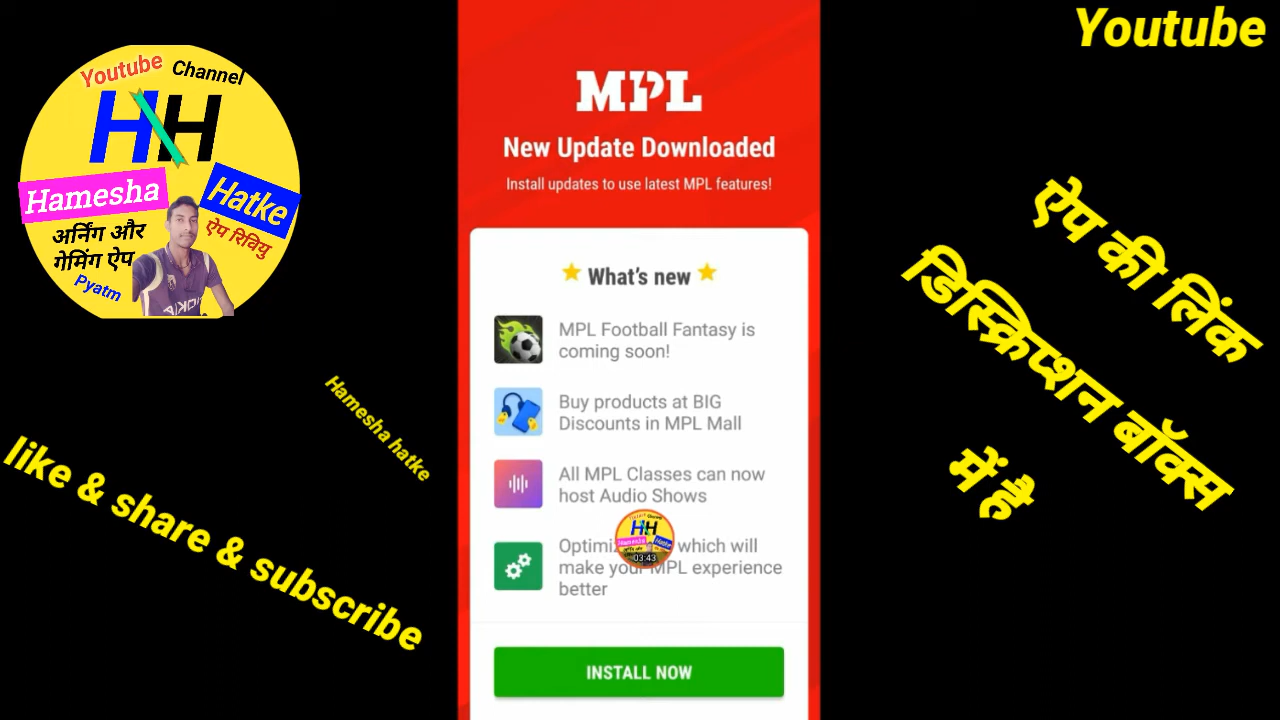 Youtube Channel
HH
Hamesha
Hatke
अर्निंग और
गेमिंग ऐप
ऐप रिवियु
Pyatm
Hamesha hatke
like & share & subscribe
MPL
New Update Downloaded
Install updates to use latest MPL features!
What's new
MPL Football Fantasy is
coming soon!
Buy products at BIG
Discounts in MPL Mall
All MPL Classes can now
host Audio Shows
which will
make your MPL experience
better
HH
03:43
INSTALL NOW
Youtube
ऐप की लिंक
डिस्क्रिप्शन बॉक्स
में है